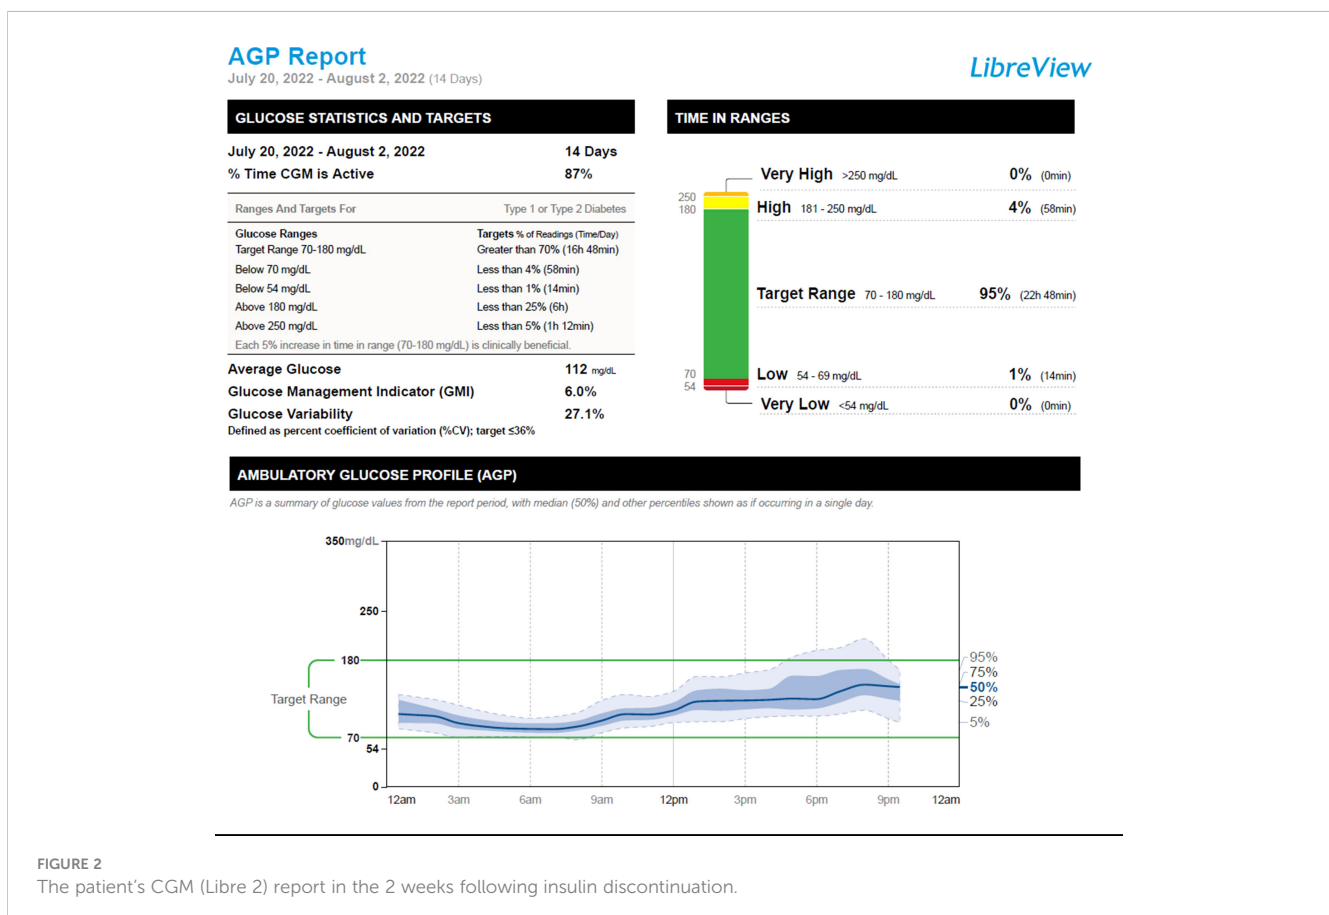 AGP Report
July 20, 2022 - August 2, 2022 (14 Days)
LibreView
GLUCOSE STATISTICS AND TARGETS
July 20, 2022 - August 2, 2022 14 Days
% Time CGM is Active 87%
Ranges And Targets For Type 1 or Type 2 Diabetes
Glucose Ranges Targets % of Readings (Time/Day)
Target Range 70-180 mg/dL Greater than 70% (16h 48min)
Below 70 mg/dL Less than 4% (58min)
Below 54 mg/dL Less than 1% (14min)
Above 180 mg/dL Less than 25% (6h)
Above 250 mg/dL Less than 5% (1h 12min)
Each 5% increase in time in range (70-180 mg/dL) is clinically beneficial.
Average Glucose 112 mg/dL
Glucose Management Indicator (GMI) 6.0%
Glucose Variability 27.1%
Defined as percent coefficient of variation (%CV); target ≤36%
TIME IN RANGES
Very High >250 mg/dL 0% (0min)
250
180 High 181 - 250 mg/dL 4% (58min)
Target Range 70 - 180 mg/dL 95% (22h 48min)
70 Low 54 - 69 mg/dL 1% (14min)
54
Very Low <54 mg/dL 0% (0min)
AMBULATORY GLUCOSE PROFILE (AGP)
AGP is a summary of glucose values from the report period, with median (50%) and other percentiles shown as if occurring in a single day.
350mg/dL
250
180
Target Range
70
54
0
95%
75%
50%
25%
5%
12am 3am 6am 9am 12pm 3pm 6pm 9pm 12am
FIGURE 2
The patient's CGM (Libre 2) report in the 2 weeks following insulin discontinuation.